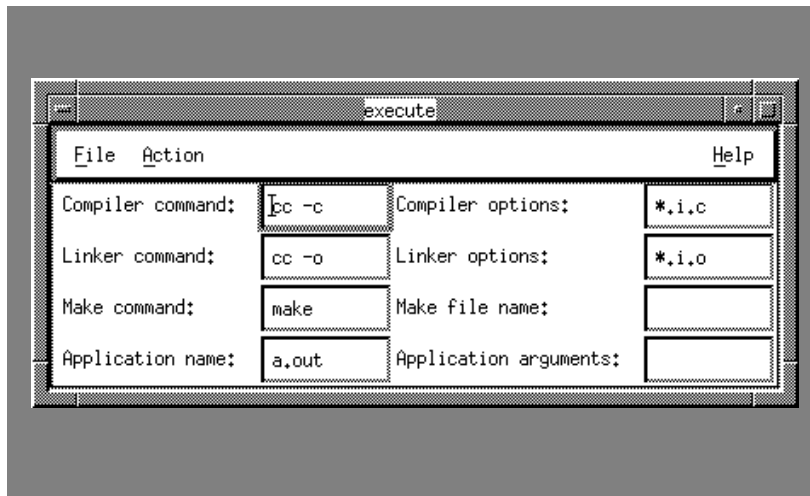 execute
File Action Help
Compiler command: cc -c Compiler options: *.i.c
Linker command: cc -o Linker options: *.i.o
Make command: make Make file name:
Application name: a.out Application arguments: